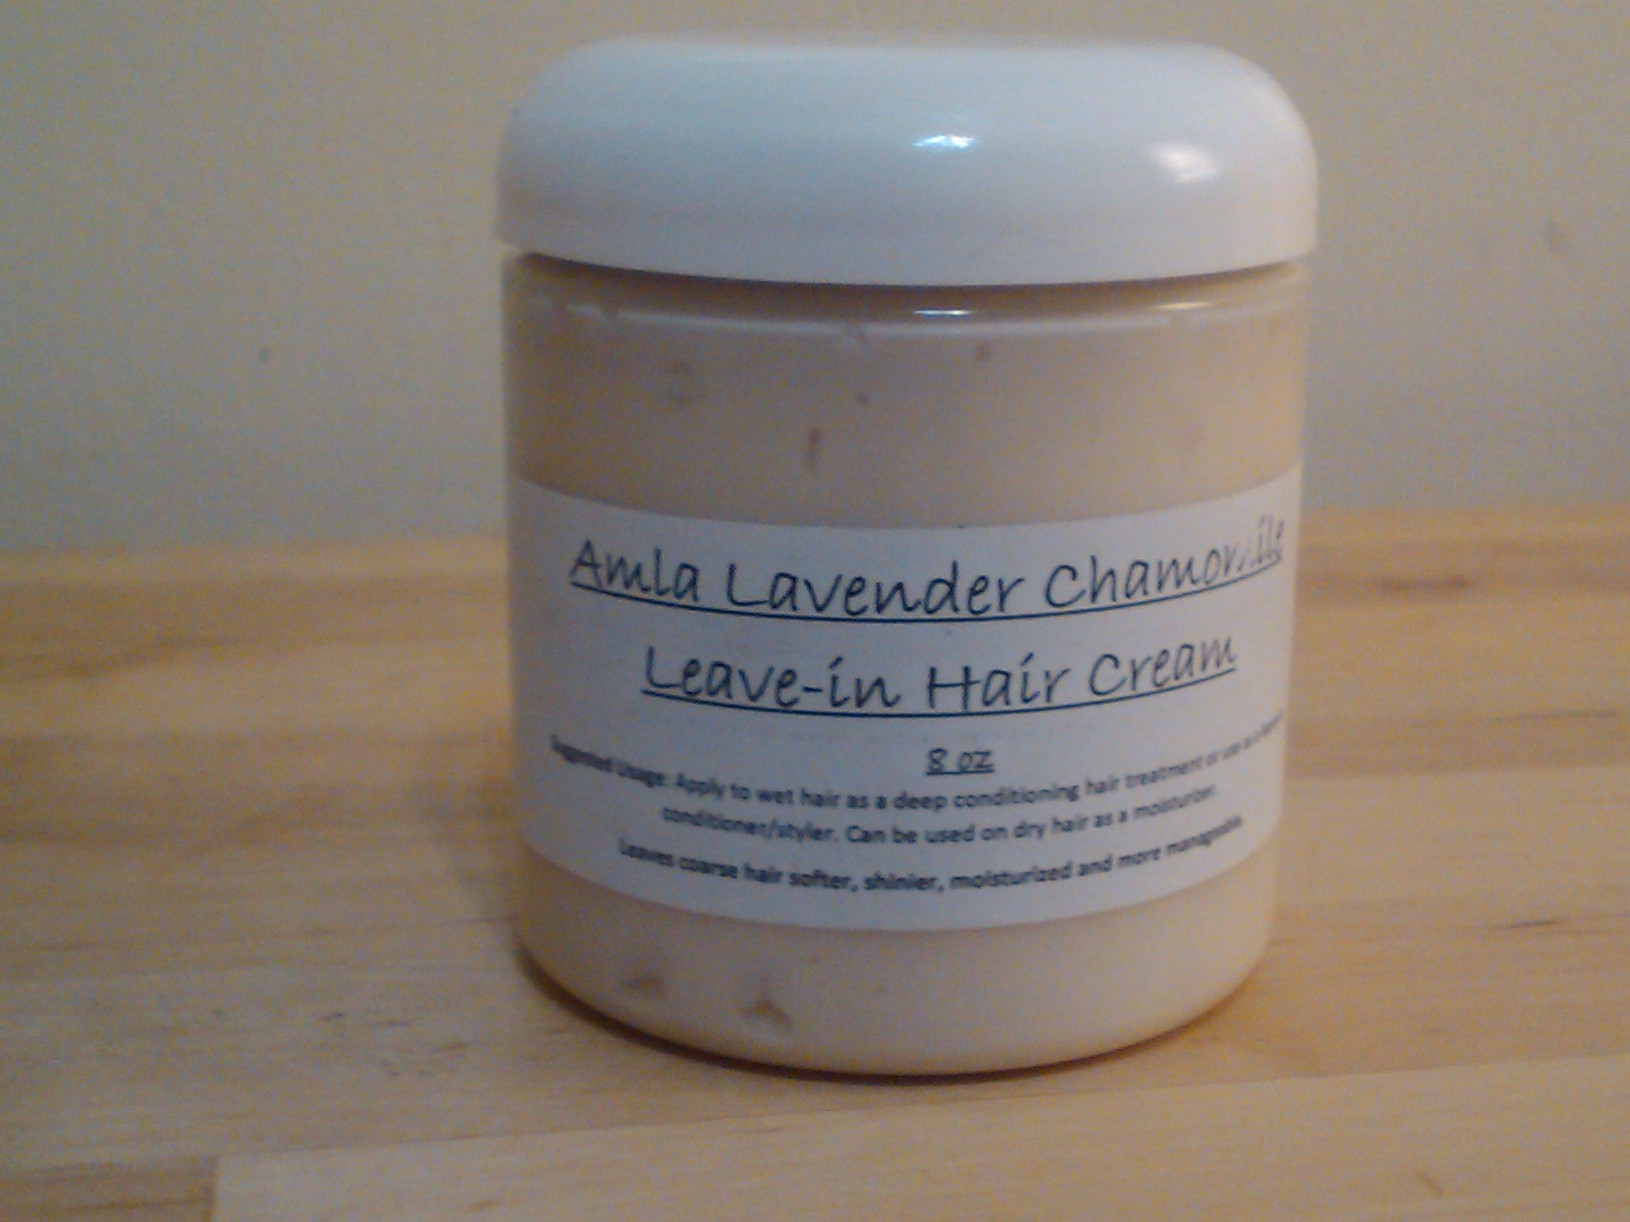 Amla Lavender Chamomile
Leave-in Hair Cream
8 oz
Suggested Usage: Apply to wet hair as a deep conditioning hair treatment or use as a
conditioner/styler. Can be used on dry hair as a moisturizer.
Leaves coarse hair softer, shinier, moisturized and more manageable.